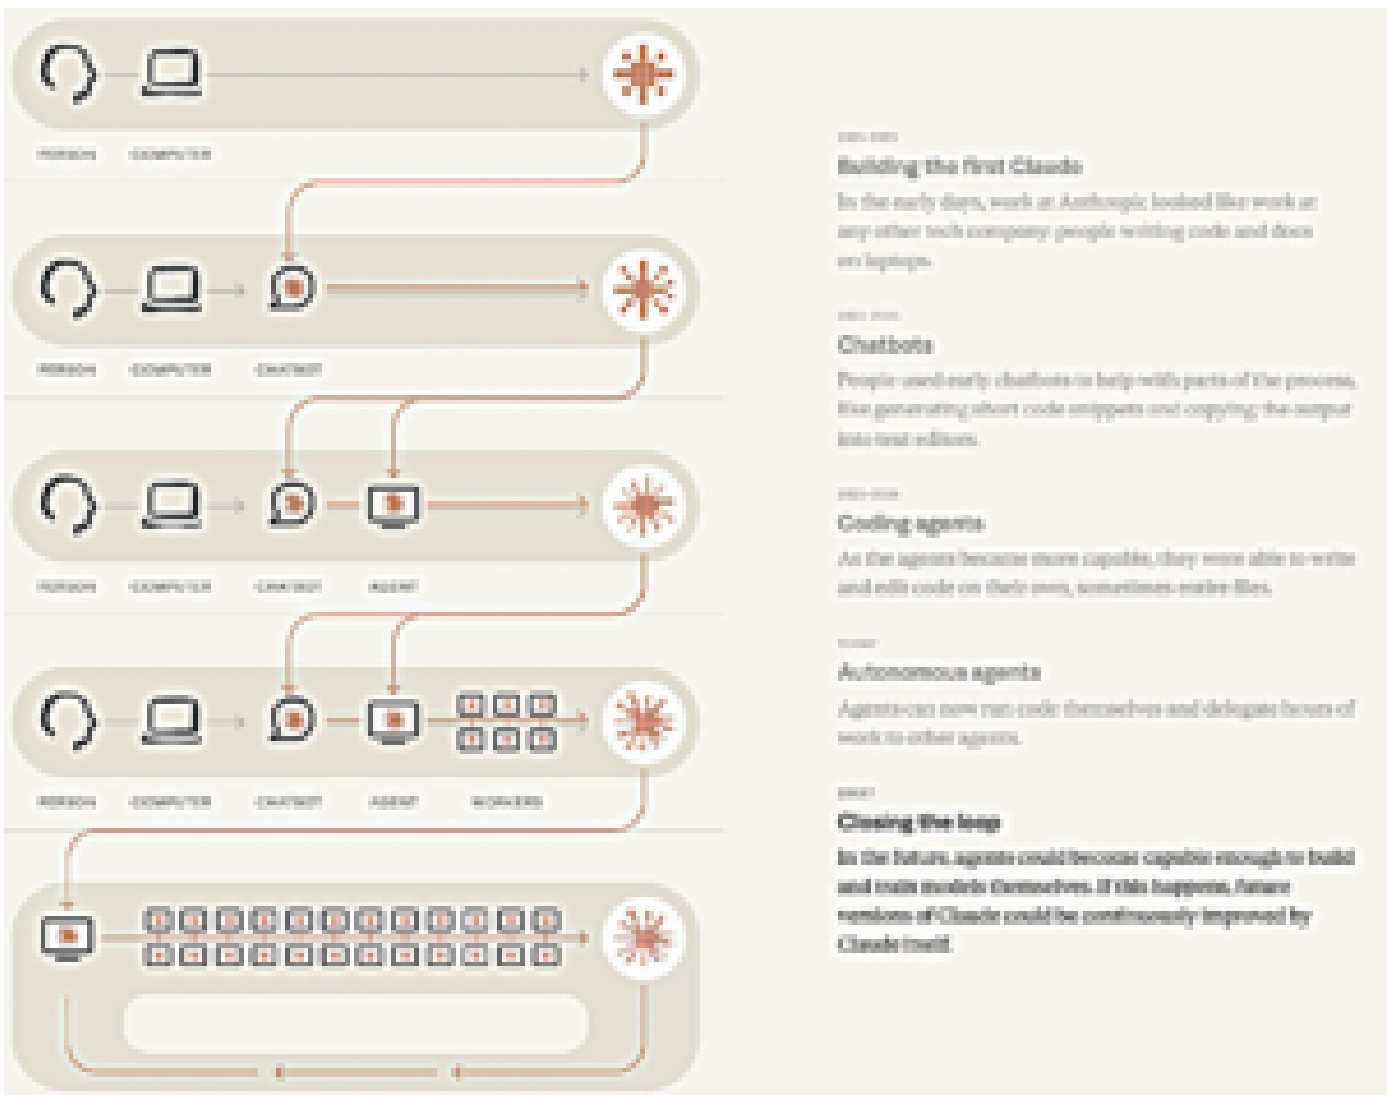 PERSON COMPUTER
PERSON COMPUTER CHATBOT
PERSON COMPUTER CHATBOT AGENT
PERSON COMPUTER CHATBOT AGENT WORKERS
Building the first Claude
In the early days, work at Anthropic looked like work at
any other tech company: people writing code and docs
on laptops.
Chatbots
People used early chatbots to help with parts of the process,
like generating short code snippets and copying the output
into text editors.
Coding agents
As the agents became more capable, they were able to write
and edit code on their own, sometimes entire files.
Autonomous agents
Agents can now run code themselves and delegate hours of
work to other agents.
Closing the loop
In the future, agents could become capable enough to build
and train models themselves. If this happens, future
versions of Claude could be continuously improved by
Claude itself.